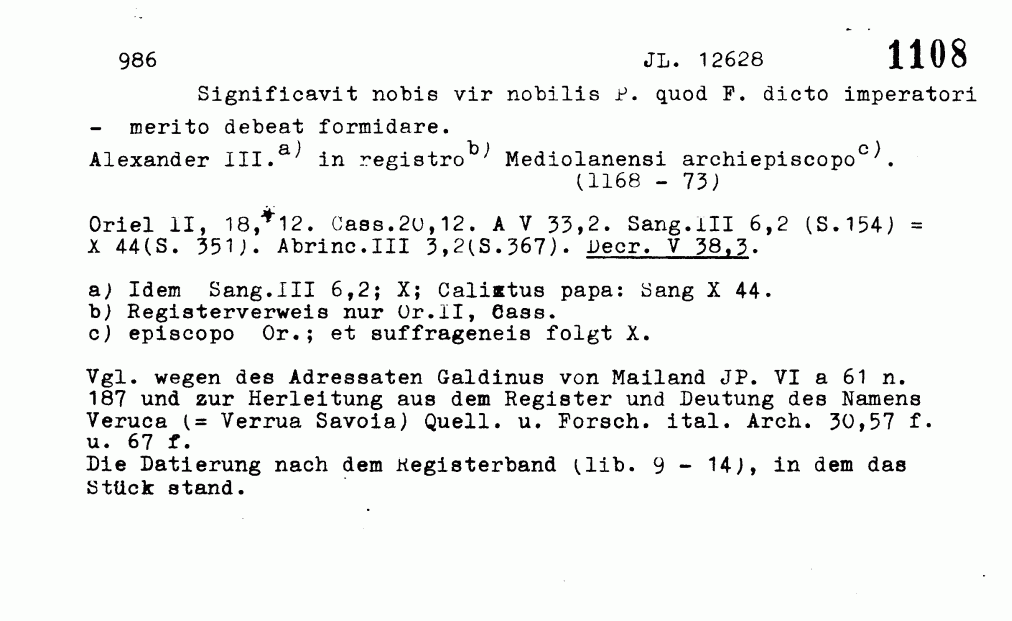 986 JL. 12628 1108
Significavit nobis vir nobilis P. quod F. dicto imperatori
- merito debeat formidare.
Alexander III.a) in registrob) Mediolanensi archiepiscopoc).
(1168 - 73)
Oriel II, 18,+12. Cass.20,12. A V 33,2. Sang.III 6,2 (S.154) =
X 44(S. 351). Abrinc.III 3,2(S.367). Decr. V 38,3.
a) Idem Sang.III 6,2; X; Calixtus papa: Sang X 44.
b) Registerverweis nur Or.II, Cass.
c) episcopo Or.; et suffrageneis folgt X.
Vgl. wegen des Adressaten Galdinus von Mailand JP. VI a 61 n.
187 und zur Herleitung aus dem Register und Deutung des Namens
Veruca (= Verrua Savoia) Quell. u. Forsch. ital. Arch. 30,57 f.
u. 67 f.
Die Datierung nach dem Registerband (lib. 9 - 14), in dem das
Stück stand.